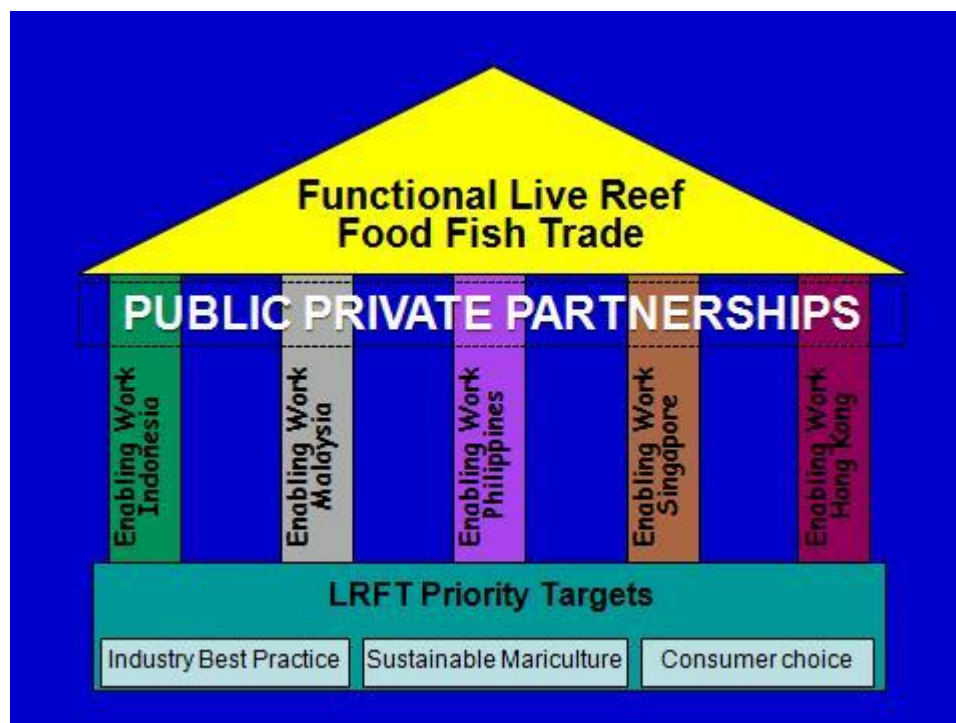 Functional Live Reef
Food Fish Trade
PUBLIC PRIVATE PARTNERSHIPS
Enabling Work
Indonesia
Enabling Work
Malaysia
Enabling Work
Philippines
Enabling Work
Singapore
Enabling Work
Hong Kong
LRFT Priority Targets
Industry Best Practice
Sustainable Mariculture
Consumer choice